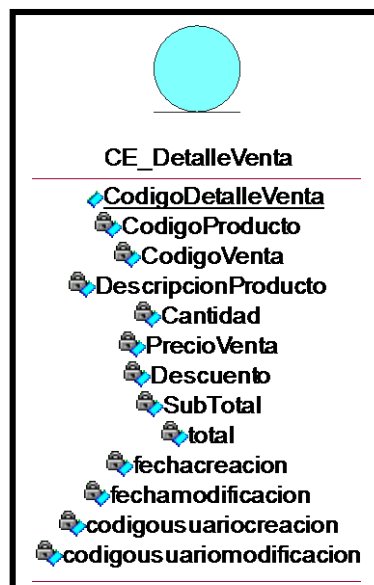 CE_DetalleVenta
CodigoDetalleVenta
CodigoProducto
CodigoVenta
DescripcionProducto
Cantidad
PrecioVenta
Descuento
SubTotal
total
fechacreacion
fechamodificacion
codigousuariocreacion
codigousuariomodificacion